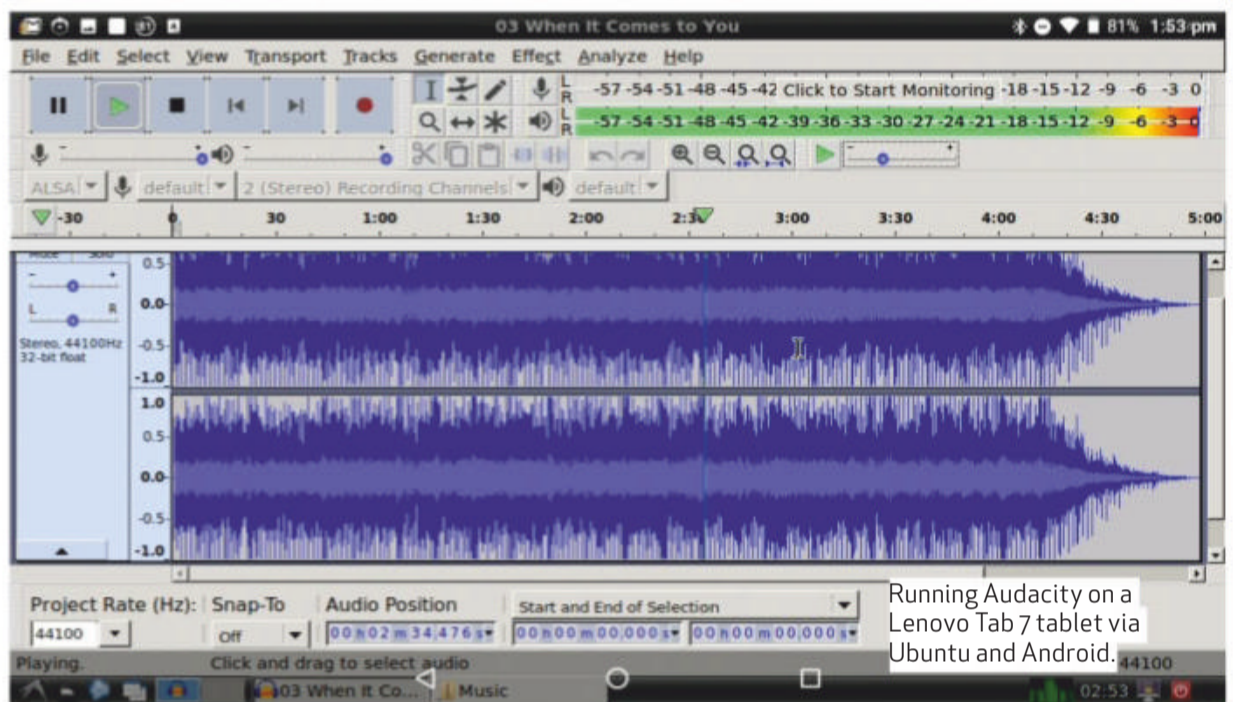 03 When It Comes to You
81% 1:53 pm
File Edit Select View Transport Tracks Generate Effect Analyze Help
L
R
-57 -54 -51 -48 -45 -42 Click to Start Monitoring -18 -15 -12 -9 -6 -3 0
L
R
-57 -54 -51 -48 -45 -42 -39 -36 -33 -30 -27 -24 -21 -18 -15 -12 -9 -6 -3 0
- + - +
ALSA default 2 (Stereo) Recording Channels default
-30 0 30 1:00 1:30 2:00 2:3 3:00 3:30 4:00 4:30 5:00
Mute Solo
- +
L R
Stereo, 44100Hz
32-bit float
0.5
0.0
-0.5
-1.0
1.0
0.5
0.0
-0.5
-1.0
Project Rate (Hz): Snap-To Audio Position Start and End of Selection
44100 Off 00 h 02 m 34.476 s 00 h 00 m 00.000 s 00 h 00 m 00.000 s
Running Audacity on a
Lenovo Tab 7 tablet via
Ubuntu and Android.
Playing. Click and drag to select audio 44100
03 When It Co... Music 02:53